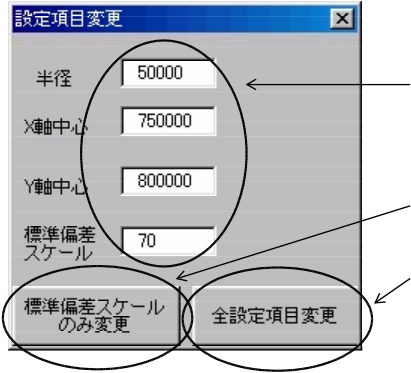 設定項目変更
半径 50000
X軸中心 750000
Y軸中心 800000
標準偏差
スケール 70
標準偏差スケール
のみ変更
全設定項目変更